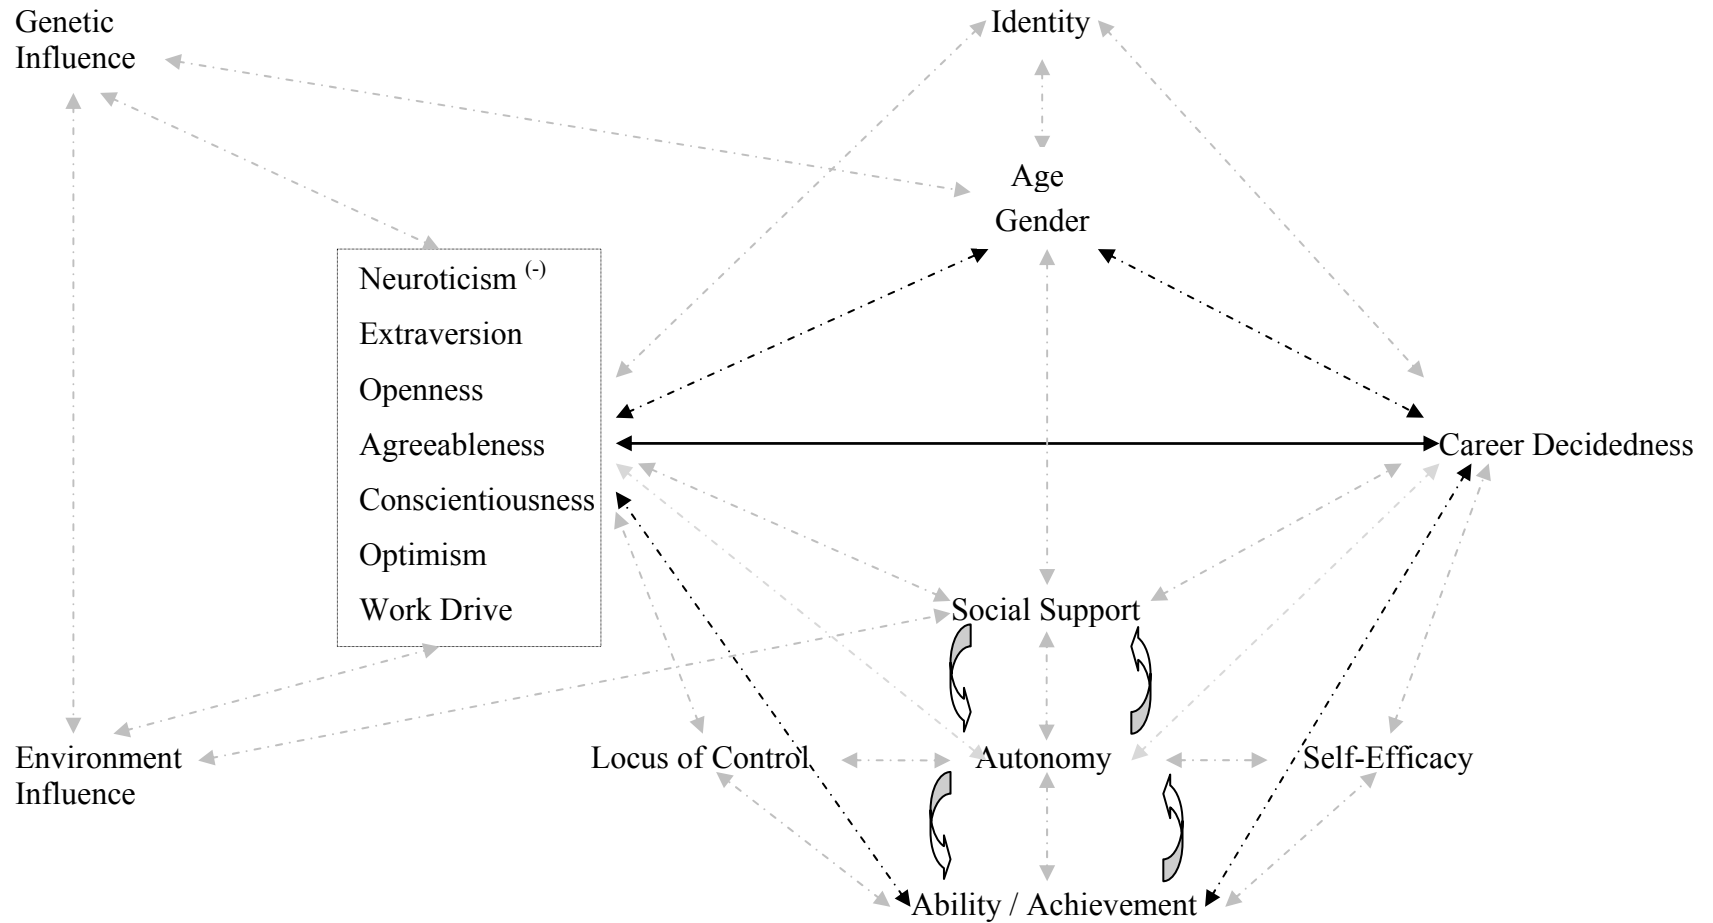 Genetic
Influence
Identity
Age
Gender
Neuroticism (-)
Extraversion
Openness
Agreeableness
Conscientiousness
Optimism
Work Drive
Career Decidedness
Social Support
Environment
Influence
Locus of Control
Autonomy
Self-Efficacy
Ability / Achievement